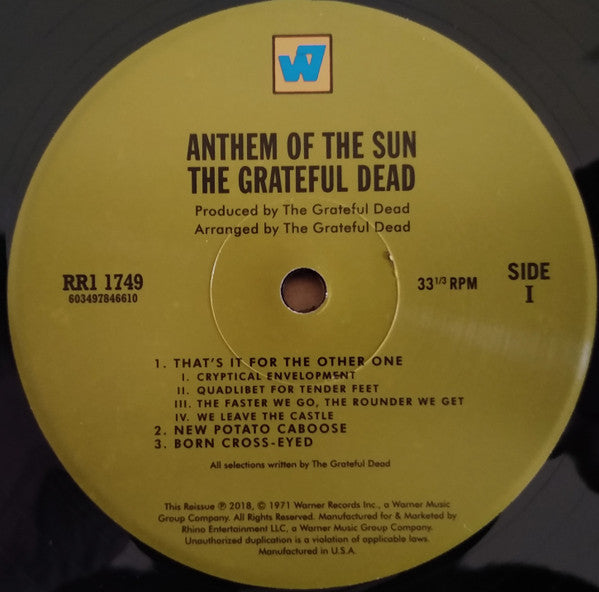 W
ANTHEM OF THE SUN
THE GRATEFUL DEAD
Produced by The Grateful Dead
Arranged by The Grateful Dead
RR1 1749
603497846610
33 1/3 RPM
SIDE
I
1. THAT'S IT FOR THE OTHER ONE
I. CRYPTICAL ENVELOPMENT
II. QUADLIBET FOR TENDER FEET
III. THE FASTER WE GO, THE ROUNDER WE GET
IV. WE LEAVE THE CASTLE
2. NEW POTATO CABOOSE
3. BORN CROSS-EYED
All selections written by The Grateful Dead
This Reissue ℗ 2018, © 1971 Warner Records Inc., a Warner Music
Group Company. All Rights Reserved. Manufactured for & Marketed by
Rhino Entertainment LLC, a Warner Music Group Company.
Unauthorized duplication is a violation of applicable laws.
Manufactured in U.S.A.